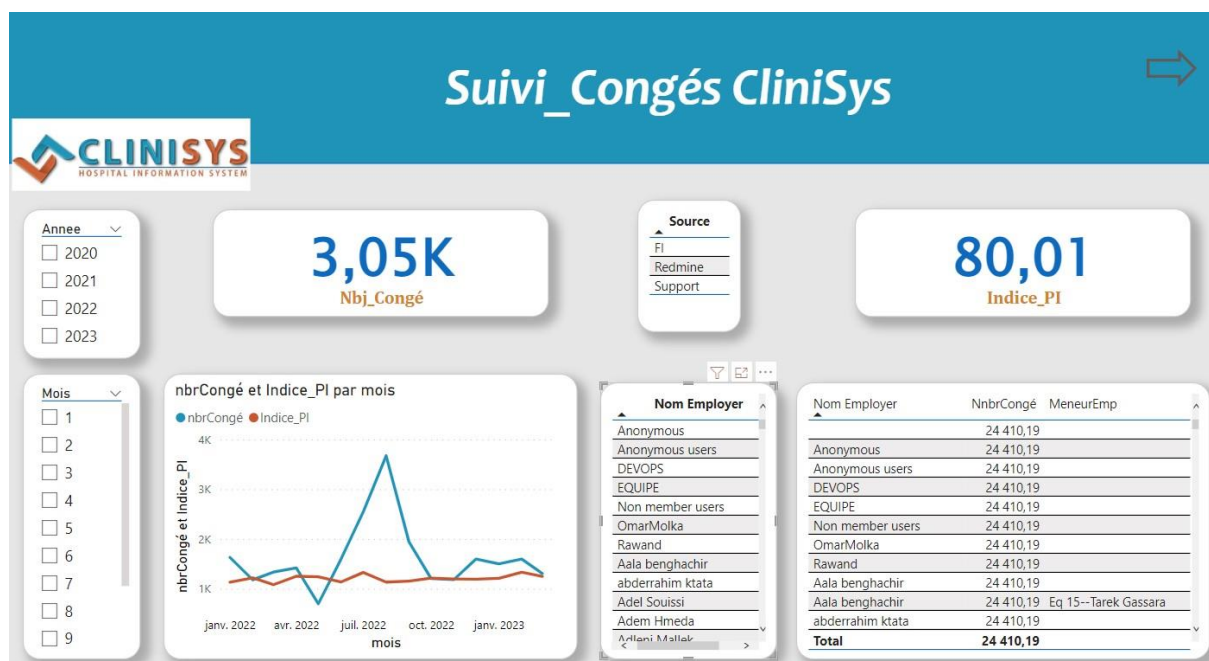 Suivi_Congés CliniSys
CLINISYS
HOSPITAL INFORMATION SYSTEM
Annee
2020
2021
2022
2023
3,05K
Nbj_Congé
Source
FI
Redmine
Support
80,01
Indice_PI
Mois
1
2
3
4
5
6
7
8
9
nbrCongé et Indice_PI par mois
nbrCongé Indice_PI
nbrCongé et Indice_PI
4K
3K
2K
1K
janv. 2022 avr. 2022 juil. 2022 oct. 2022 janv. 2023
mois
Nom Employer
Anonymous
Anonymous users
DEVOPS
EQUIPE
Non member users
OmarMolka
Rawand
Aala benghachir
abderrahim ktata
Adel Souissi
Adem Hmeda
Adleni Mallek
Nom Employer NnbrCongé MeneurEmp
24 410,19
Anonymous 24 410,19
Anonymous users 24 410,19
DEVOPS 24 410,19
EQUIPE 24 410,19
Non member users 24 410,19
OmarMolka 24 410,19
Rawand 24 410,19
Aala benghachir 24 410,19
Aala benghachir 24 410,19 Eq 15--Tarek Gassara
abderrahim ktata 24 410,19
Total 24 410,19